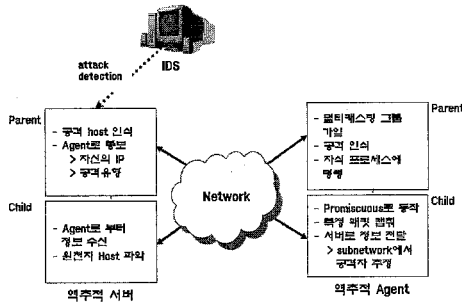 IDS
attack
detection
Parent
- 공격 host 인식
- Agent로 통보
> 자신의 IP
> 공격유형
Child
- Agent로 부터
정보 수신
- 원천지 Host 파악
역추적 서버
Network
Parent
- 멀티캐스팅 그룹
가입
- 공격 인식
- 자식 프로세스에
명령
Child
- Promiscuous로 동작
- 특정 패킷 캡춰
- 서버로 정보 전달
> subnetwork에서
공격자 추정
역추적 Agent